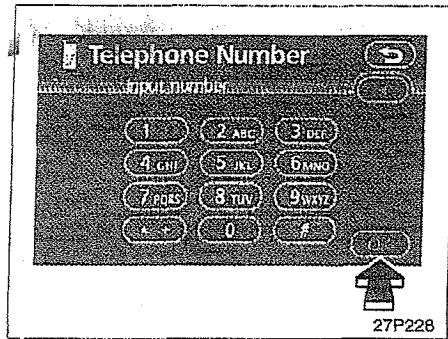 Telephone Number
Input number
1 2 ABC 3 DEF
4 GHI 5 JKL 6 MNO
7 PQRS 8 TUV 9 WXYZ
* + 0 #
27P228